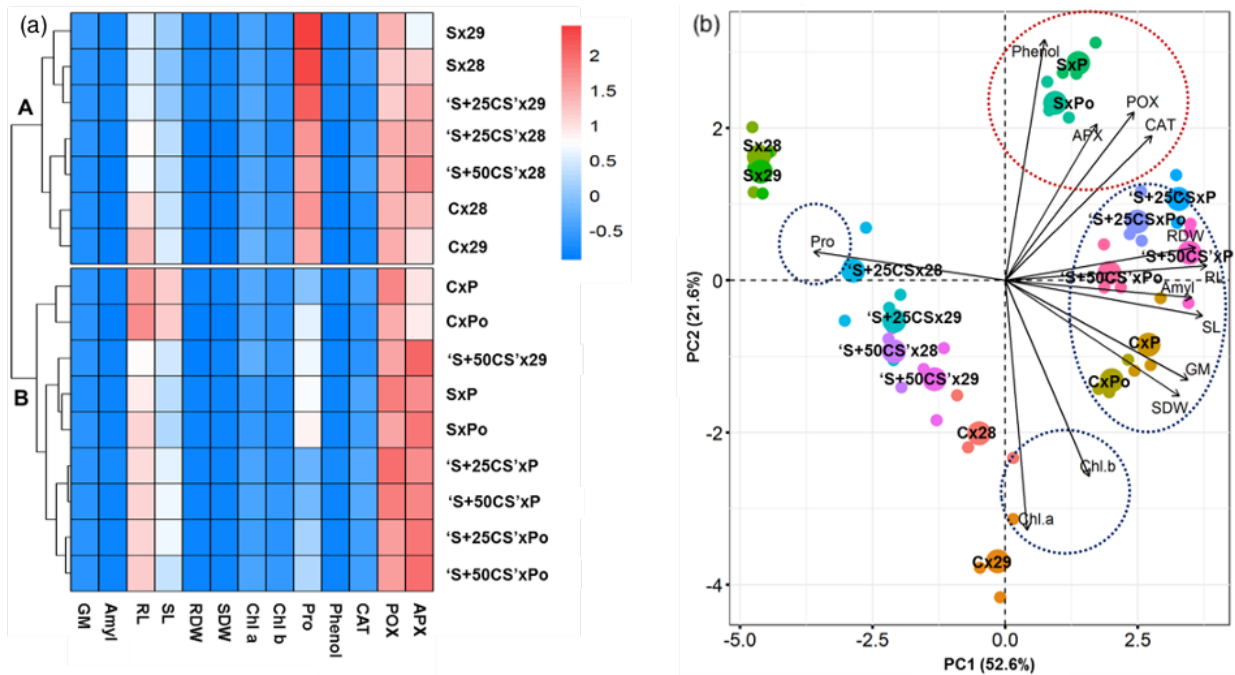 (a)
A
B
Sx29
Sx28
‘S+25CS’x29
‘S+25CS’x28
‘S+50CS’x28
Cx28
Cx29
CxP
CxPo
‘S+50CS’x29
SxP
SxPo
‘S+25CS’xP
‘S+50CS’xP
‘S+25CS’xPo
‘S+50CS’xPo
GM
Amyl
RL
SL
RDW
SDW
Chl a
Chl b
Pro
Phenol
CAT
POX
APX
2
1.5
1
0.5
0
-0.5
(b)
PC2 (21.6%)
2
0
-2
-4
-5.0
-2.5
0.0
2.5
PC1 (52.6%)
Phenol
SxP
SxPo
POX
APX
CAT
Sx28
Sx29
‘S+25CSxP
‘S+25CSxPo
Pro
RDW
‘S+50CS’xP
‘S+25CSx28
‘S+50CS’xPo
RL
Amyl
‘S+25CSx29
SL
‘S+50CS’x28
CxP
‘S+50CS’x29
GM
CxPo
SDW
Cx28
Chl.b
Chl.a
Cx29